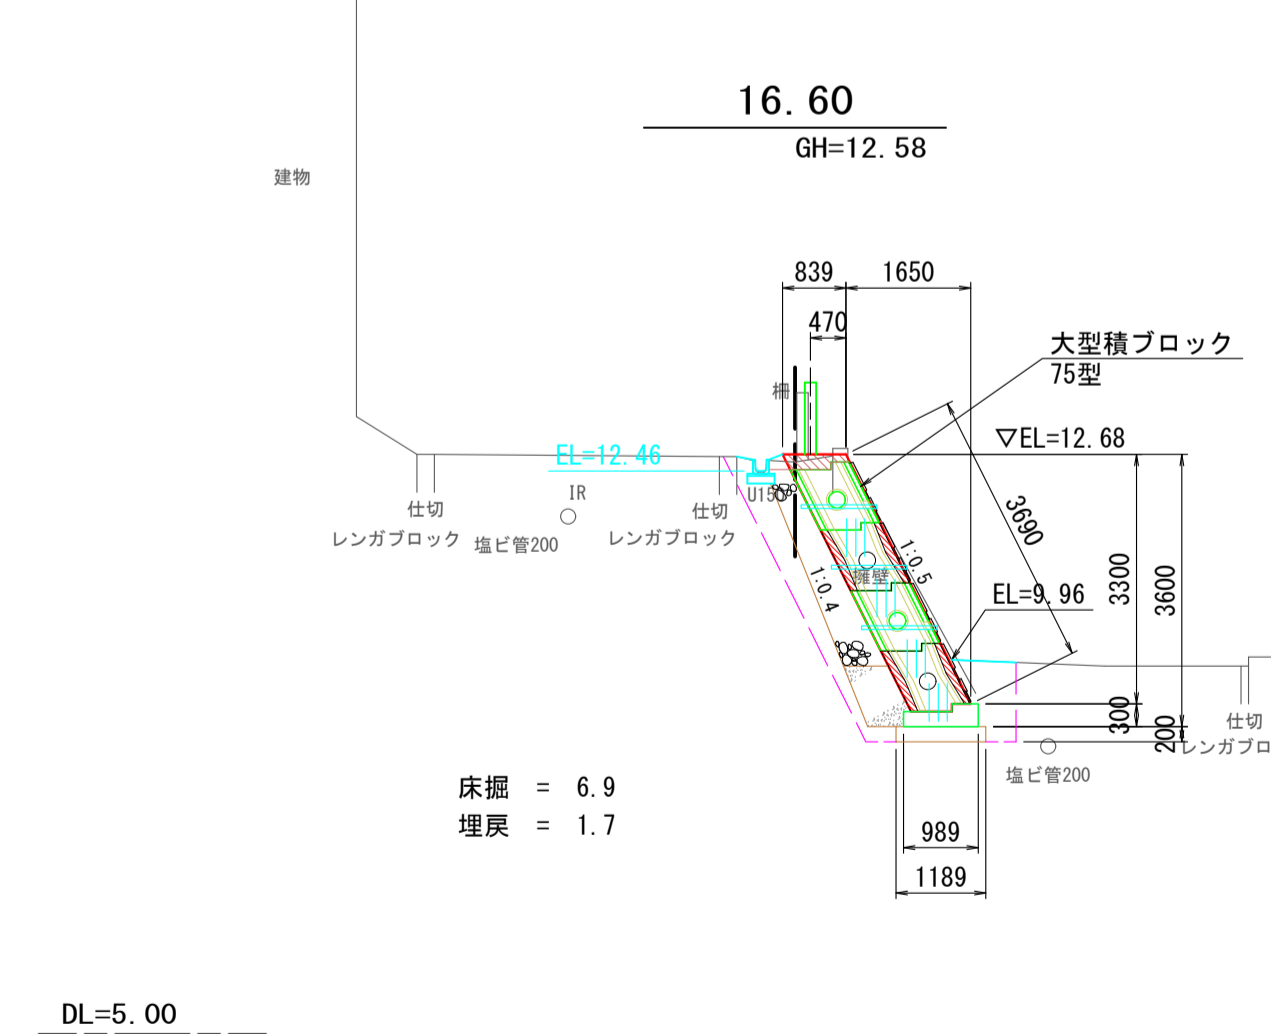 16.60
GH=12.58
建物
839
1650
470
大型積ブロック
75型
柵
▽EL=12.68
EL=12.46
IR
U150
仕切
仕切
レンガブロック
塩ビ管200
レンガブロック
3690
1:0.5
1:0.4
擁壁
EL=9.96
3300
3600
300
200
仕切
レンガブロ
塩ビ管200
床掘 = 6.9
埋戻 = 1.7
989
1189
DL=5.00